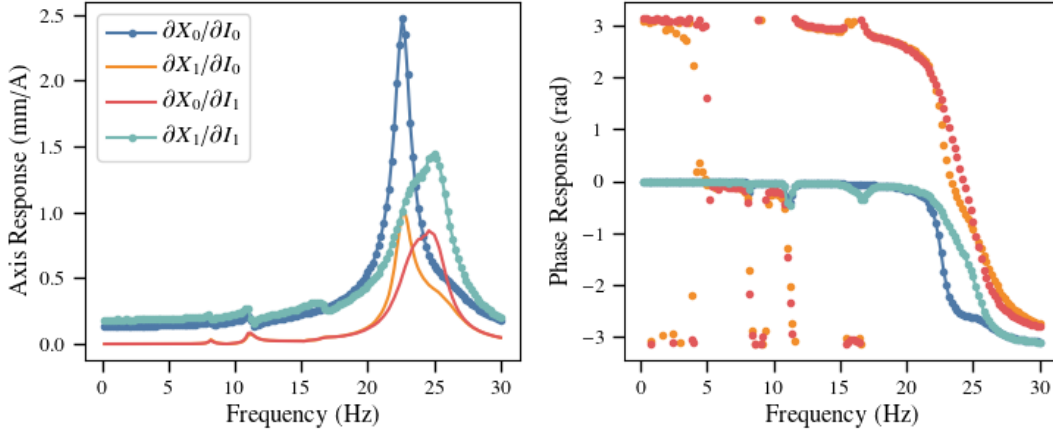 Axis Response (mm/A)
2.5
2.0
1.5
1.0
0.5
0.0
∂X₀/∂I₀
∂X₁/∂I₀
∂X₀/∂I₁
∂X₁/∂I₁
0 5 10 15 20 25 30
Frequency (Hz)
Phase Response (rad)
3
2
1
0
−1
−2
−3
0 5 10 15 20 25 30
Frequency (Hz)